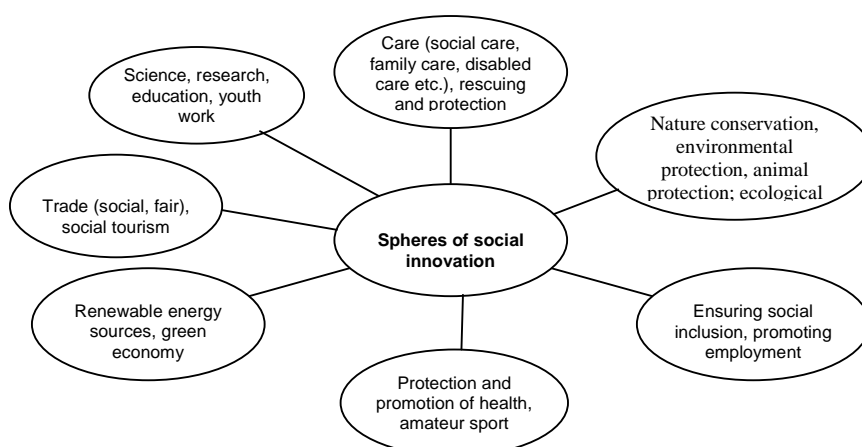 Care (social care,
family care, disabled
care etc.), rescuing
and protection
Science, research,
education, youth
work
Nature conservation,
environmental
protection, animal
protection; ecological
Trade (social, fair),
social tourism
Spheres of social
innovation
Renewable energy
sources, green
economy
Ensuring social
inclusion, promoting
employment
Protection and
promotion of health,
amateur sport